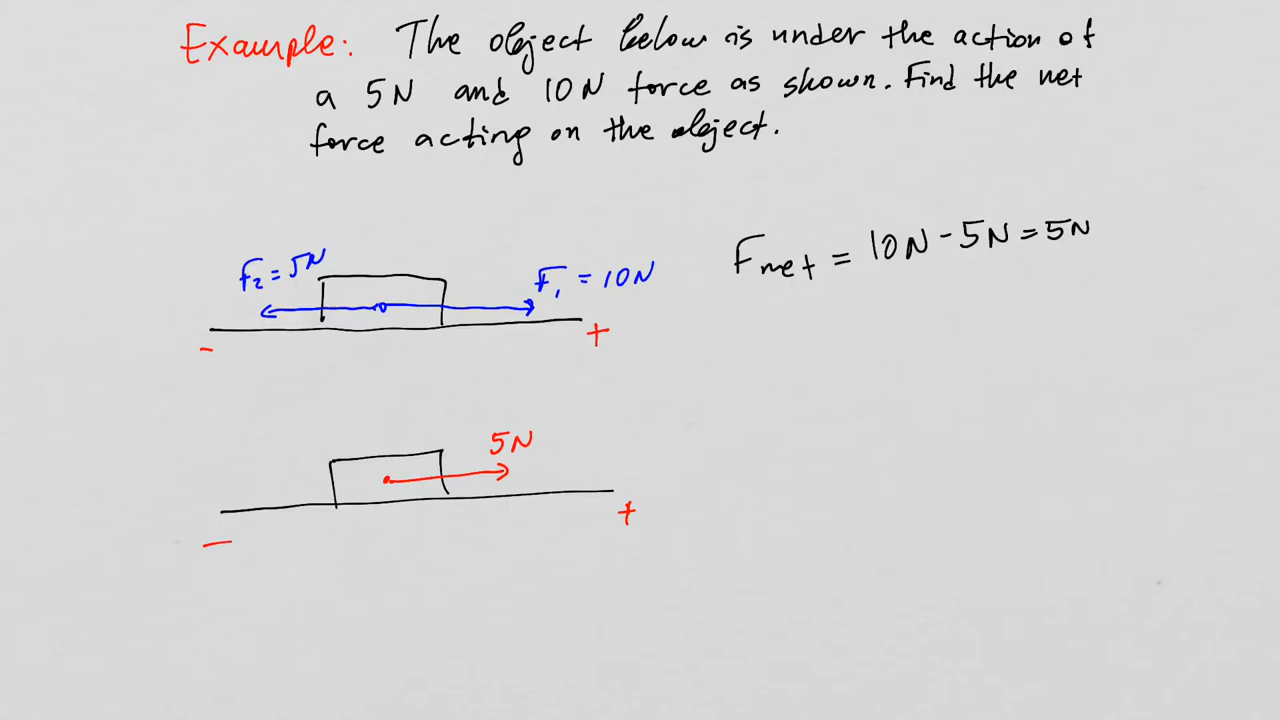 Example: The object below is under the action of
a 5N and 10N force as shown. Find the net
force acting on the object.
Fnet = 10N - 5N = 5N
F2 = 5N
F1 = 10N
- +
5N
- +